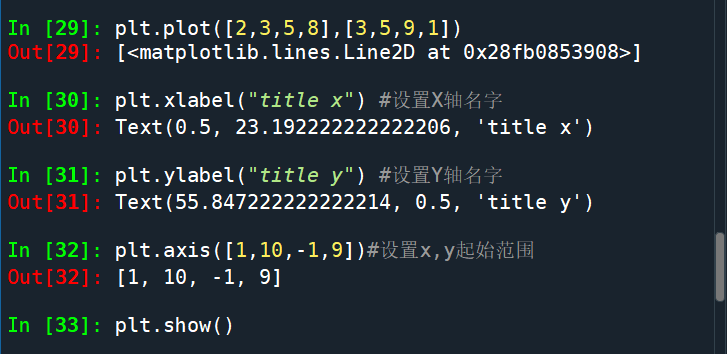 In [29]: plt.plot([2,3,5,8],[3,5,9,1])
Out[29]: [<matplotlib.lines.Line2D at 0x28fb0853908>]
In [30]: plt.xlabel("title x") #设置X轴名字
Out[30]: Text(0.5, 23.192222222222206, 'title x')
In [31]: plt.ylabel("title y") #设置Y轴名字
Out[31]: Text(55.847222222222214, 0.5, 'title y')
In [32]: plt.axis([1,10,-1,9])#设置x,y起始范围
Out[32]: [1, 10, -1, 9]
In [33]: plt.show()